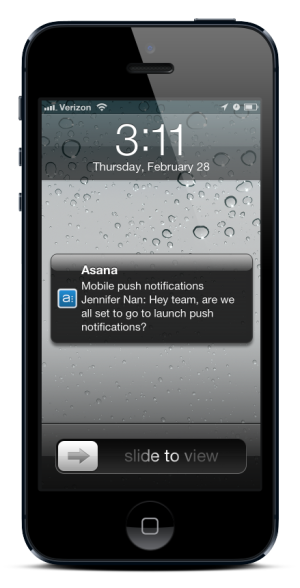 Verizon
3:11
Thursday, February 28
Asana
Mobile push notifications
a:
Jennifer Nan: Hey team, are we
all set to go to launch push
notifications?
slide to view